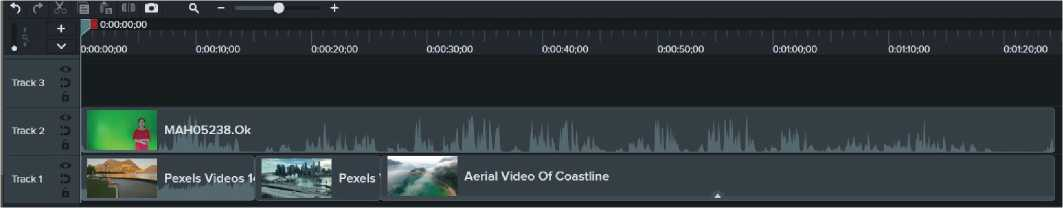 0:00:00;00
0:00:00;00 0:00:10;00 0:00:20;00 0:00:30;00 0:00:40;00 0:00:50;00 0:01:00;00 0:01:10;00 0:01:20;00
Track 3
Track 2 MAH05238.Ok
Track 1 Pexels Videos 14 Pexels Aerial Video Of Coastline